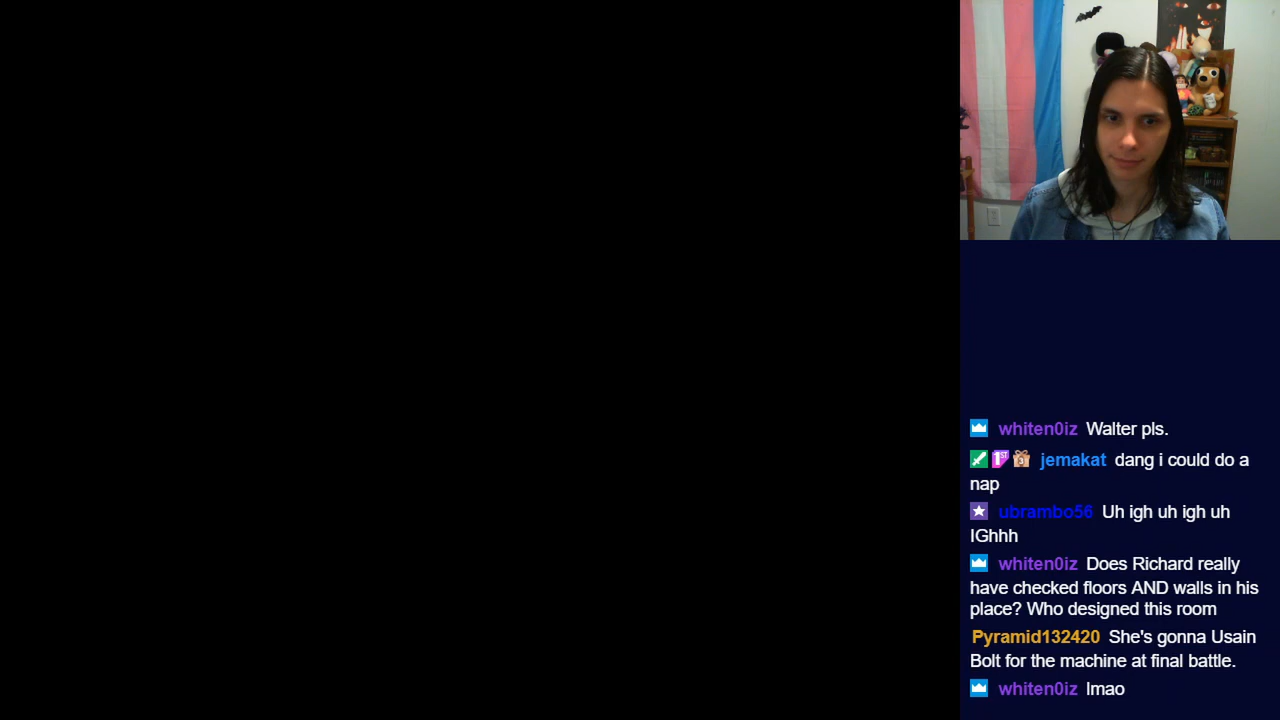 whiten0iz Walter pls.
1ST 3 jemakat dang i could do a
nap
ubrambo56 Uh igh uh igh uh
IGhhh
whiten0iz Does Richard really
have checked floors AND walls in his
place? Who designed this room
Pyramid132420 She's gonna Usain
Bolt for the machine at final battle.
whiten0iz lmao